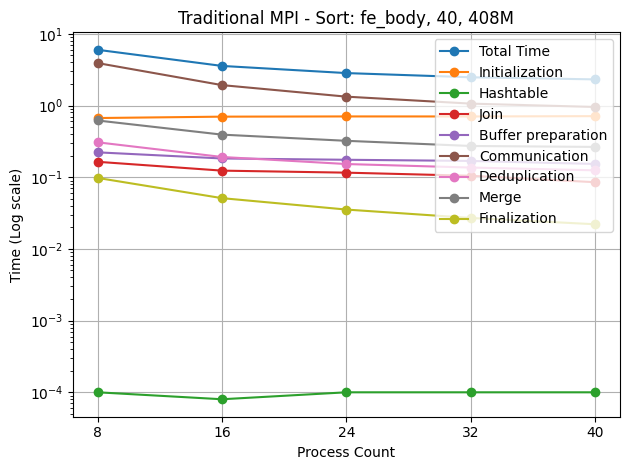 Traditional MPI - Sort: fe_body, 40, 408M
Time (Log scale)
10^1
10^0
10^-1
10^-2
10^-3
10^-4
Total Time
Initialization
Hashtable
Join
Buffer preparation
Communication
Deduplication
Merge
Finalization
8 16 24 32 40
Process Count